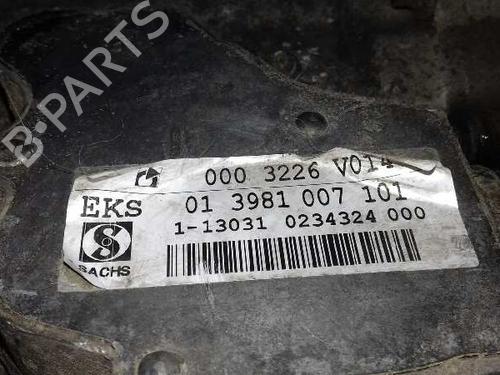 B-PARTS
000 3226 V014
EKS 01 3981 007 101
1-13031 0234324 000
S
SACHS